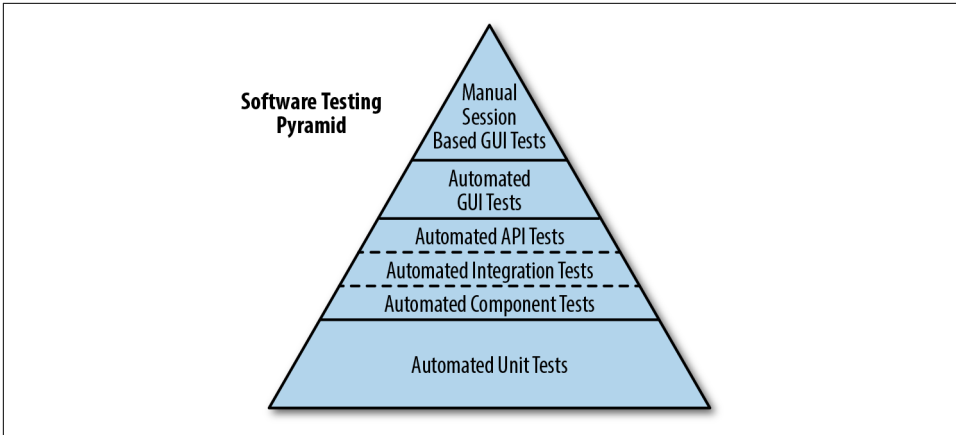 Software Testing
Pyramid
Manual
Session
Based GUI Tests
Automated
GUI Tests
Automated API Tests
Automated Integration Tests
Automated Component Tests
Automated Unit Tests